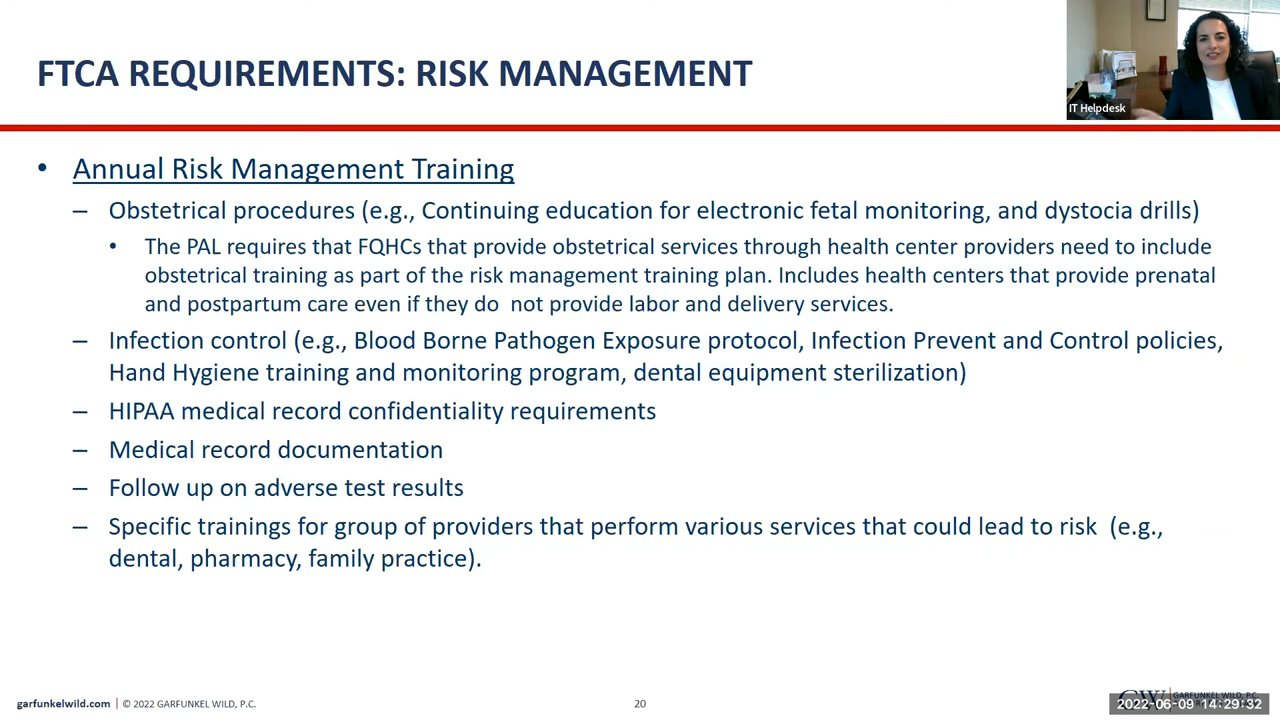 FTCA REQUIREMENTS: RISK MANAGEMENT
IT Helpdesk
• Annual Risk Management Training
– Obstetrical procedures (e.g., Continuing education for electronic fetal monitoring, and dystocia drills)
• The PAL requires that FQHCs that provide obstetrical services through health center providers need to include
obstetrical training as part of the risk management training plan. Includes health centers that provide prenatal
and postpartum care even if they do not provide labor and delivery services.
– Infection control (e.g., Blood Borne Pathogen Exposure protocol, Infection Prevent and Control policies,
Hand Hygiene training and monitoring program, dental equipment sterilization)
– HIPAA medical record confidentiality requirements
– Medical record documentation
– Follow up on adverse test results
– Specific trainings for group of providers that perform various services that could lead to risk (e.g.,
dental, pharmacy, family practice).
garfunkelwild.com | © 2022 GARFUNKEL WILD, P.C.
20
GARFUNKEL WILD, P.C.
2022-06-09 14:29:32